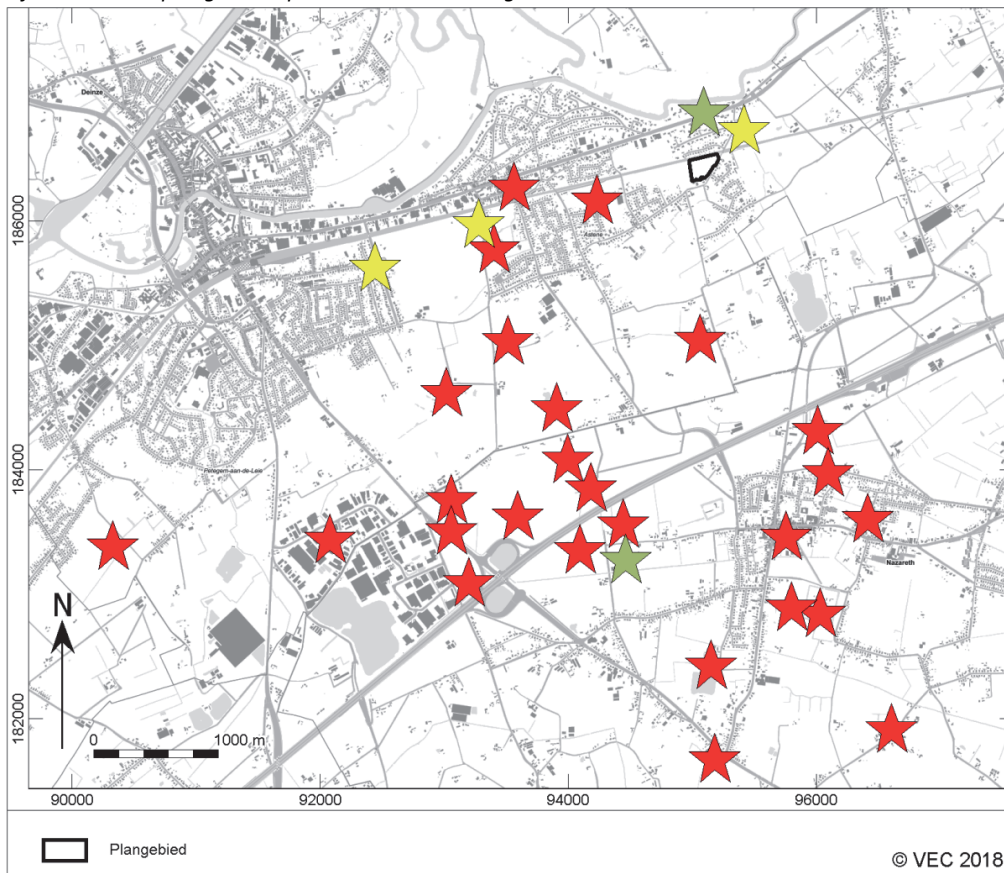 Deinze
Astene
Petegem-aan-de-Leie
Nazareth
186000
184000
182000
N
0 1000 m
90000 92000 94000 96000
Plangebied
© VEC 2018